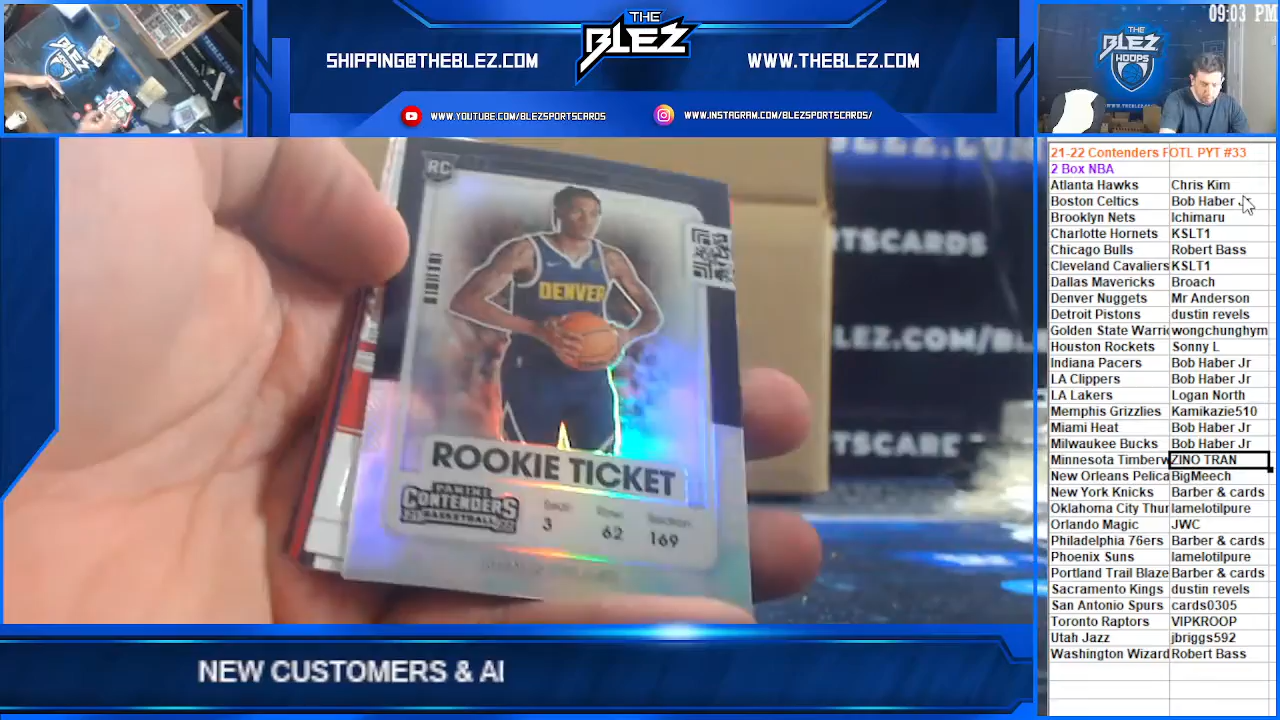 09:03 PM
THE
BLEZ
SHIPPING@THEBLEZ.COM
WWW.THEBLEZ.COM
WWW.YOUTUBE.COM/BLEZSPORTSCARDS
WWW.INSTAGRAM.COM/BLEZSPORTSCARDS/
THE
BLEZ
HOOPS
21-22 Contenders FOTL PYT #33
2 Box NBA
Atlanta Hawks Chris Kim
Boston Celtics Bob Haber
Brooklyn Nets Ichimaru
Charlotte Hornets KSLT1
Chicago Bulls Robert Bass
Cleveland Cavaliers KSLT1
Dallas Mavericks Broach
Denver Nuggets Mr Anderson
Detroit Pistons dustin revels
Golden State Warri wongchunghym
Houston Rockets Sonny L
Indiana Pacers Bob Haber Jr
LA Clippers Bob Haber Jr
LA Lakers Logan North
Memphis Grizzlies Kamikazie510
Miami Heat Bob Haber Jr
Milwaukee Bucks Bob Haber Jr
Minnesota Timberw ZINO TRAN
New Orleans Pelica BigMeech
New York Knicks Barber & cards
Oklahoma City Thu lamelotilpure
Orlando Magic JWC
Philadelphia 76ers Barber & cards
Phoenix Suns lamelotilpure
Portland Trail Blaze Barber & cards
Sacramento Kings dustin revels
San Antonio Spurs cards0305
Toronto Raptors VIPKROOP
Utah Jazz jbriggs592
Washington Wizard Robert Bass
RC
DENVER
ROOKIE TICKET
PANINI
CONTENDERS
BASKETBALL
Row Section
3 62 169
RTSCARDS
.COM/BL
RTSCARDS
NEW CUSTOMERS & AI